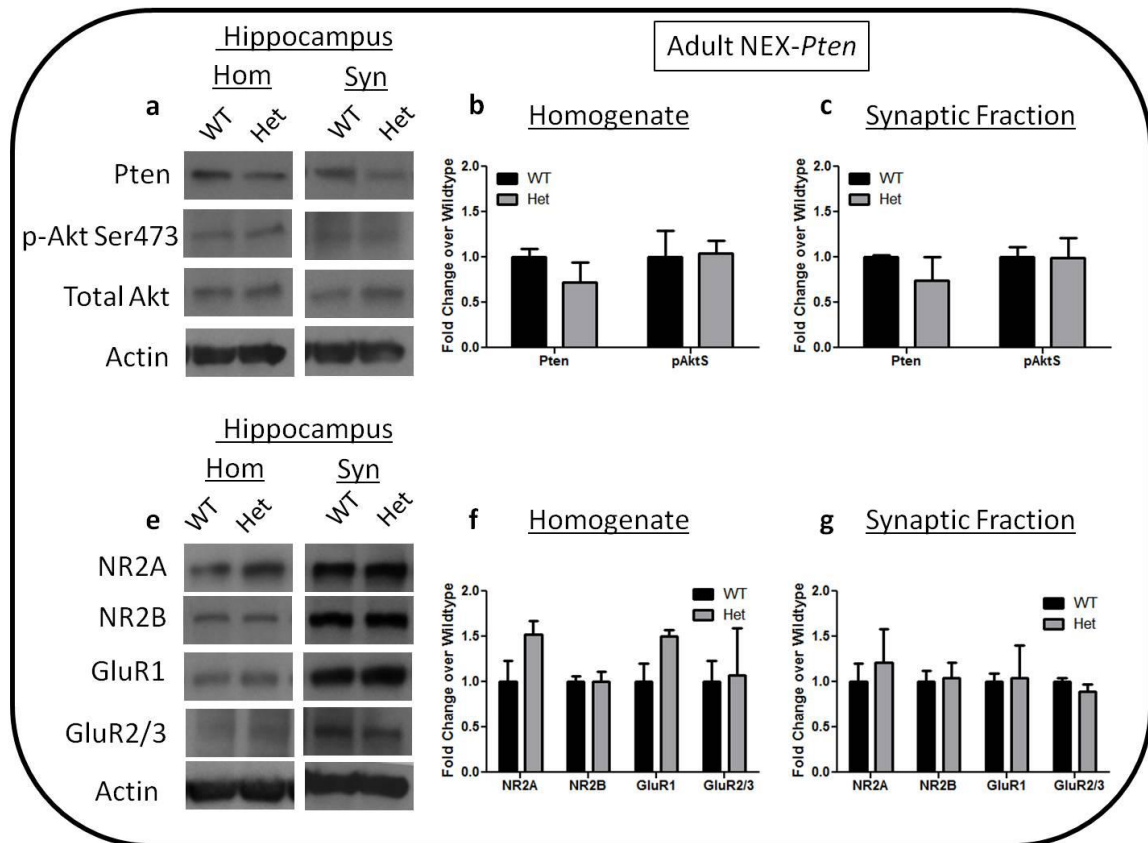 Adult NEX-Pten
Hippocampus
Hom Syn
a WT Het WT Het
Pten
p-Akt Ser473
Total Akt
Actin
b Homogenate
Fold Change over Wildtype
2.0
1.5
1.0
0.5
0.0
WT
Het
Pten pAktS
c Synaptic Fraction
Fold Change over Wildtype
2.0
1.5
1.0
0.5
0.0
WT
Het
Pten pAktS
Hippocampus
Hom Syn
e WT Het WT Het
NR2A
NR2B
GluR1
GluR2/3
Actin
f Homogenate
Fold Change over Wildtype
2.0
1.5
1.0
0.5
0.0
WT
Het
NR2A NR2B GluR1 GluR2/3
g Synaptic Fraction
Fold Change over Wildtype
2.0
1.5
1.0
0.5
0.0
WT
Het
NR2A NR2B GluR1 GluR2/3